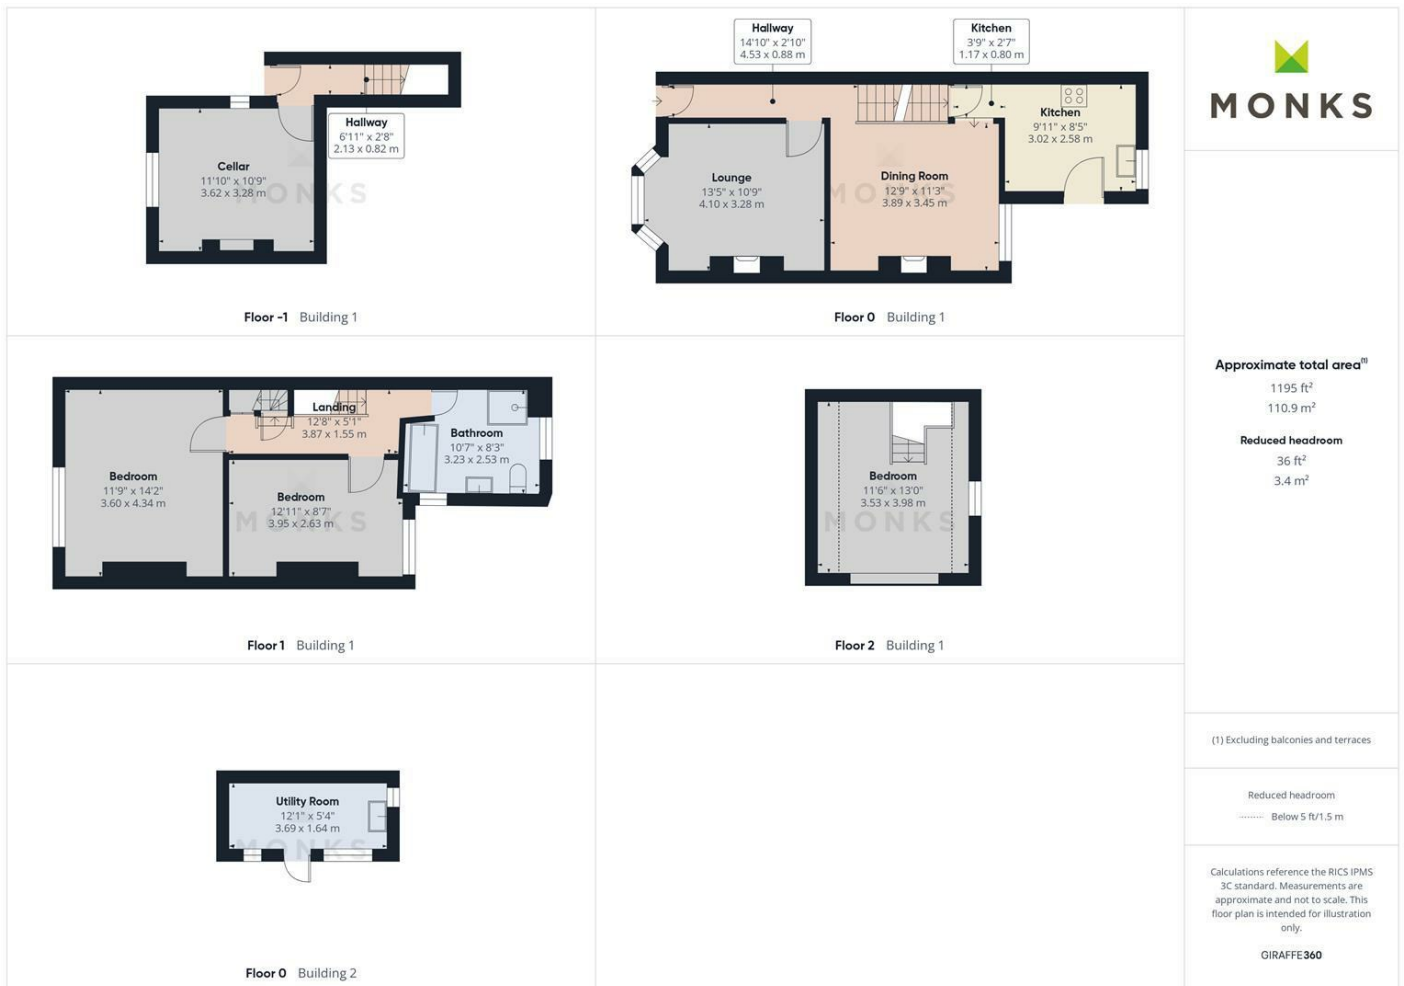 Hallway
6'11" x 2'8"
2.13 x 0.82 m
Cellar
11'10" x 10'9"
3.62 x 3.28 m
MONKS
Floor -1 Building 1
Hallway
14'10" x 2'10"
4.53 x 0.88 m
Kitchen
3'9" x 2'7"
1.17 x 0.80 m
Kitchen
9'11" x 8'5"
3.02 x 2.58 m
Lounge
13'5" x 10'9"
4.10 x 3.28 m
Dining Room
12'9" x 11'3"
3.89 x 3.45 m
MONKS
Floor 0 Building 1
Landing
12'8" x 5'1"
3.87 x 1.55 m
Bathroom
10'7" x 8'3"
3.23 x 2.53 m
Bedroom
11'9" x 14'2"
3.60 x 4.34 m
Bedroom
12'11" x 8'7"
3.95 x 2.63 m
MONKS
Floor 1 Building 1
Bedroom
11'6" x 13'0"
3.53 x 3.98 m
MONKS
Floor 2 Building 1
Utility Room
12'1" x 5'4"
3.69 x 1.64 m
MONKS
Floor 0 Building 2
MONKS
Approximate total area(1)
1195 ft²
110.9 m²
Reduced headroom
36 ft²
3.4 m²
(1) Excluding balconies and terraces
Reduced headroom
Below 5 ft/1.5 m
Calculations reference the RICS IPMS
3C standard. Measurements are
approximate and not to scale. This
floor plan is intended for illustration
only.
GIRAFFE360